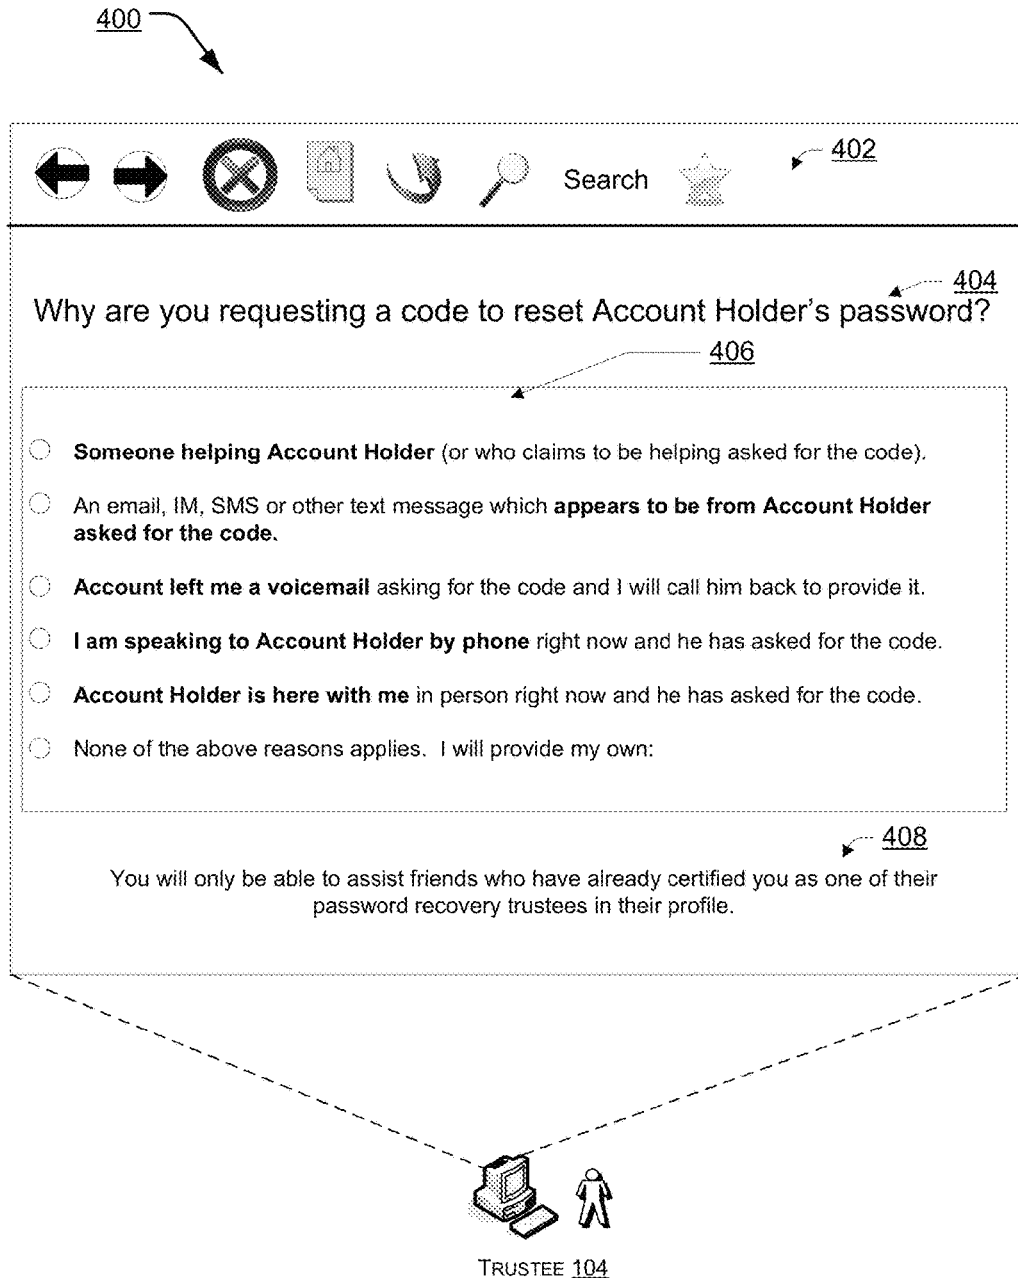 400
Search
402
404
Why are you requesting a code to reset Account Holder's password?
406
Someone helping Account Holder (or who claims to be helping asked for the code).
An email, IM, SMS or other text message which appears to be from Account Holder
asked for the code.
Account left me a voicemail asking for the code and I will call him back to provide it.
I am speaking to Account Holder by phone right now and he has asked for the code.
Account Holder is here with me in person right now and he has asked for the code.
None of the above reasons applies. I will provide my own:
408
You will only be able to assist friends who have already certified you as one of their
password recovery trustees in their profile.
TRUSTEE 104